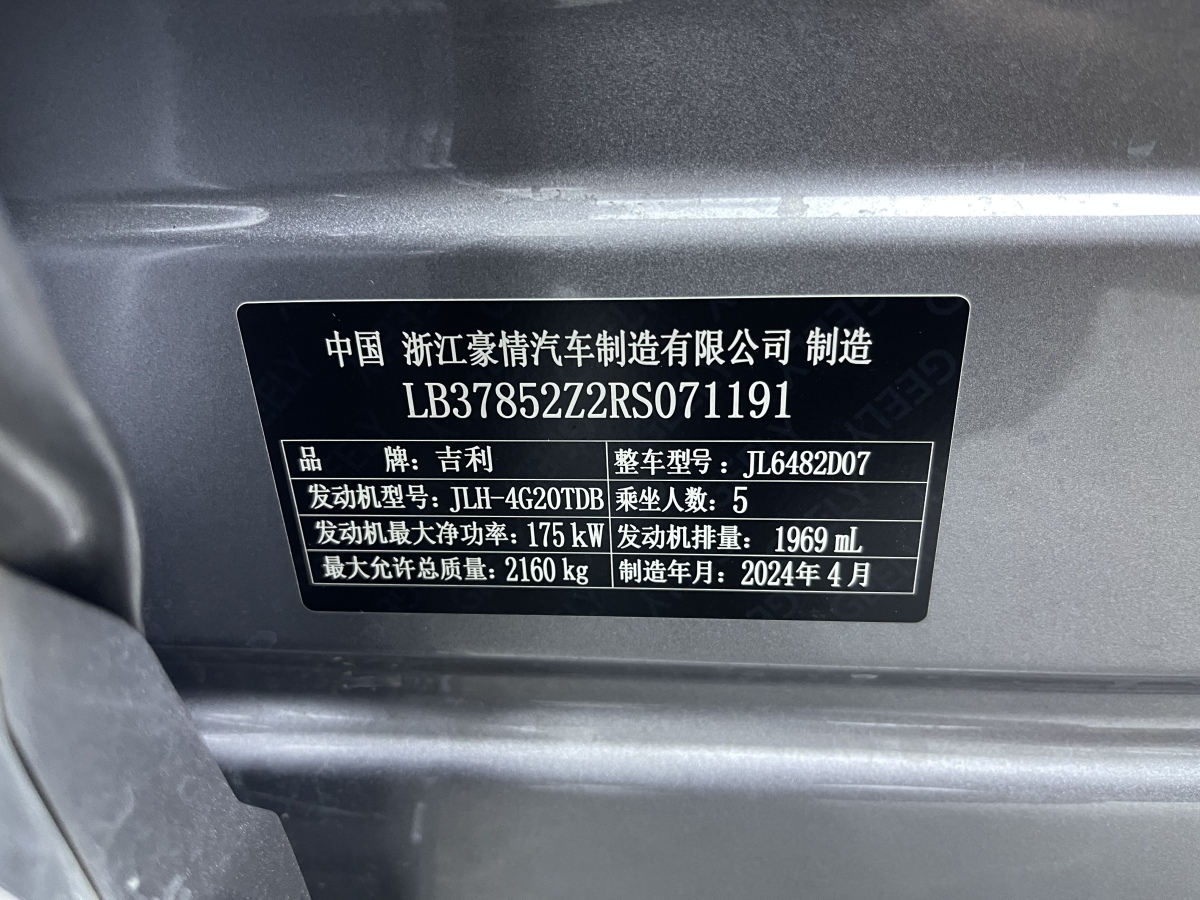 中国 浙江豪情汽车制造有限公司 制造
LB37852Z2RS071191
品 牌：吉利 整车型号：JL6482D07
发动机型号：JLH-4G20TDB 乘坐人数：5
发动机最大净功率：175 kW 发动机排量： 1969 mL
最大允许总质量：2160 kg 制造年月：2024年4月
GEELY